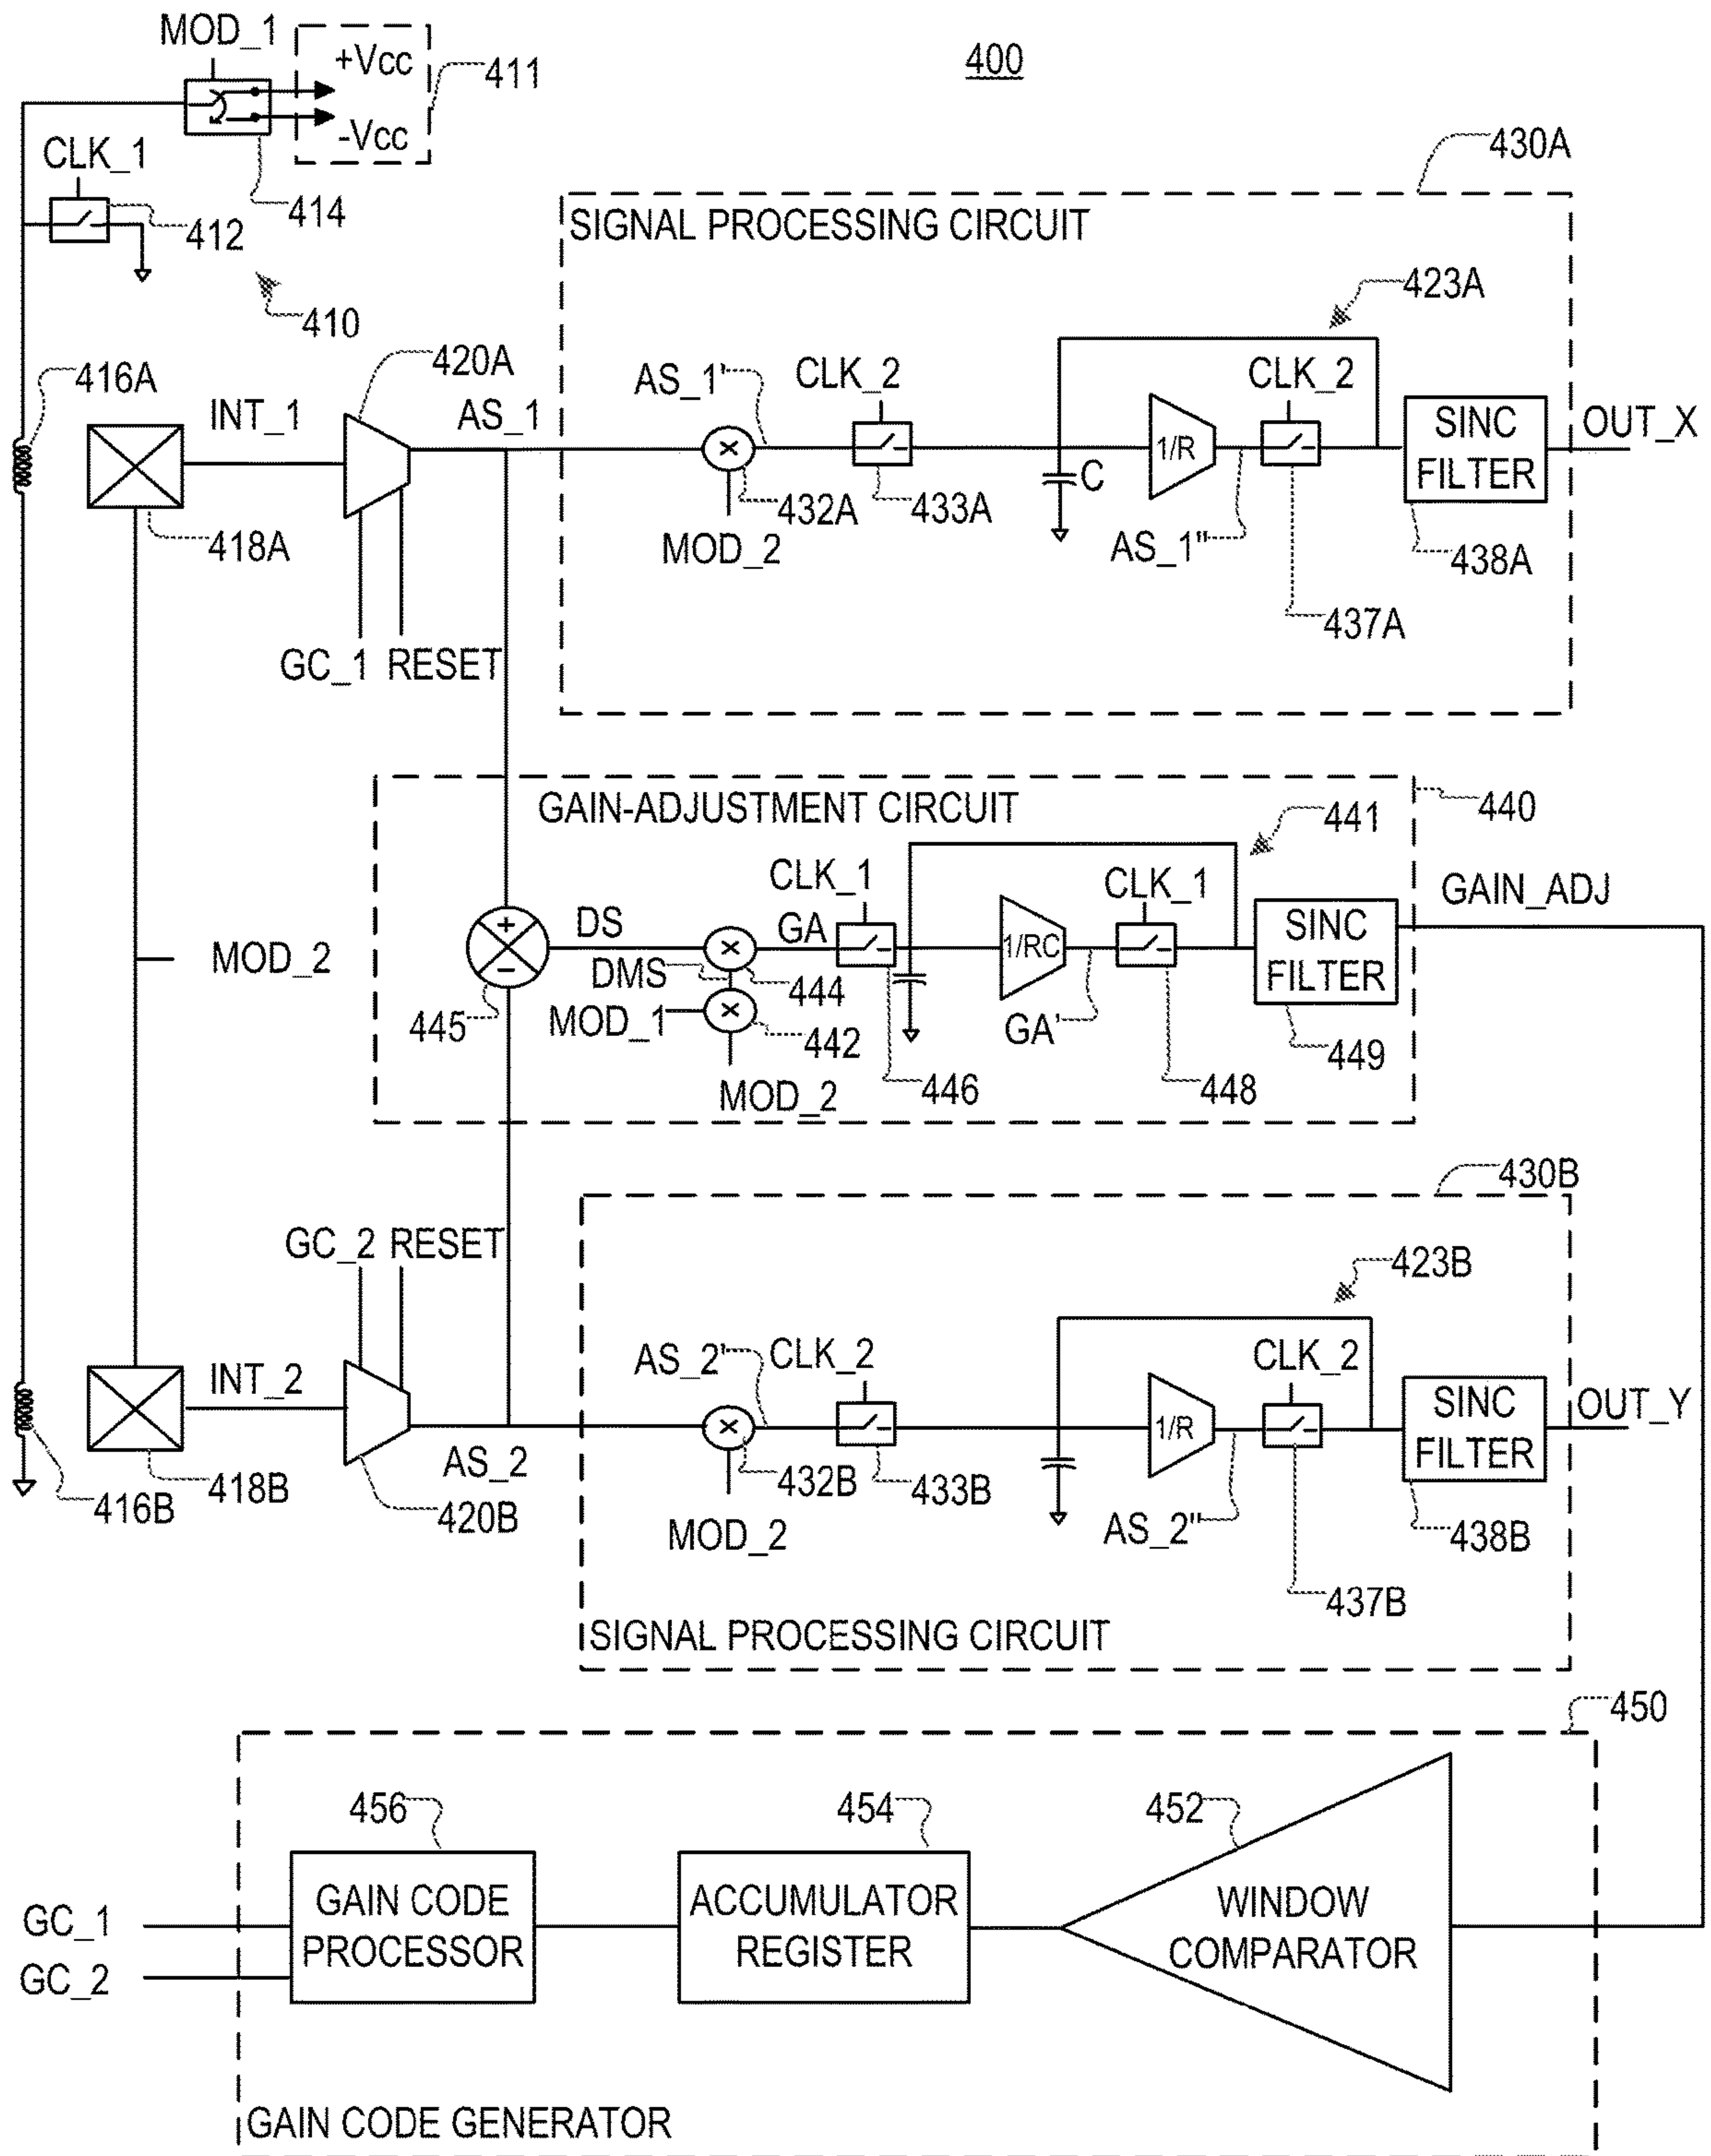 MOD_1
+Vcc
-Vcc
411
400
CLK_1
412
414
410
430A
SIGNAL PROCESSING CIRCUIT
423A
416A
420A
INT_1
AS_1
AS_1'
CLK_2
CLK_2
1/R
SINC
FILTER
OUT_X
C
418A
432A
433A
MOD_2
AS_1"
438A
437A
GC_1 RESET
GAIN-ADJUSTMENT CIRCUIT
441
440
CLK_1
CLK_1
GAIN_ADJ
+
-
DS
GA
1/RC
SINC
FILTER
MOD_2
DMS
444
445
MOD_1
442
GA'
449
MOD_2
446
448
430B
GC_2 RESET
423B
INT_2
AS_2'
CLK_2
CLK_2
1/R
SINC
FILTER
OUT_Y
AS_2
416B
418B
420B
432B
433B
MOD_2
AS_2"
438B
437B
SIGNAL PROCESSING CIRCUIT
450
456
454
452
GC_1
GC_2
GAIN CODE
PROCESSOR
ACCUMULATOR
REGISTER
WINDOW
COMPARATOR
GAIN CODE GENERATOR